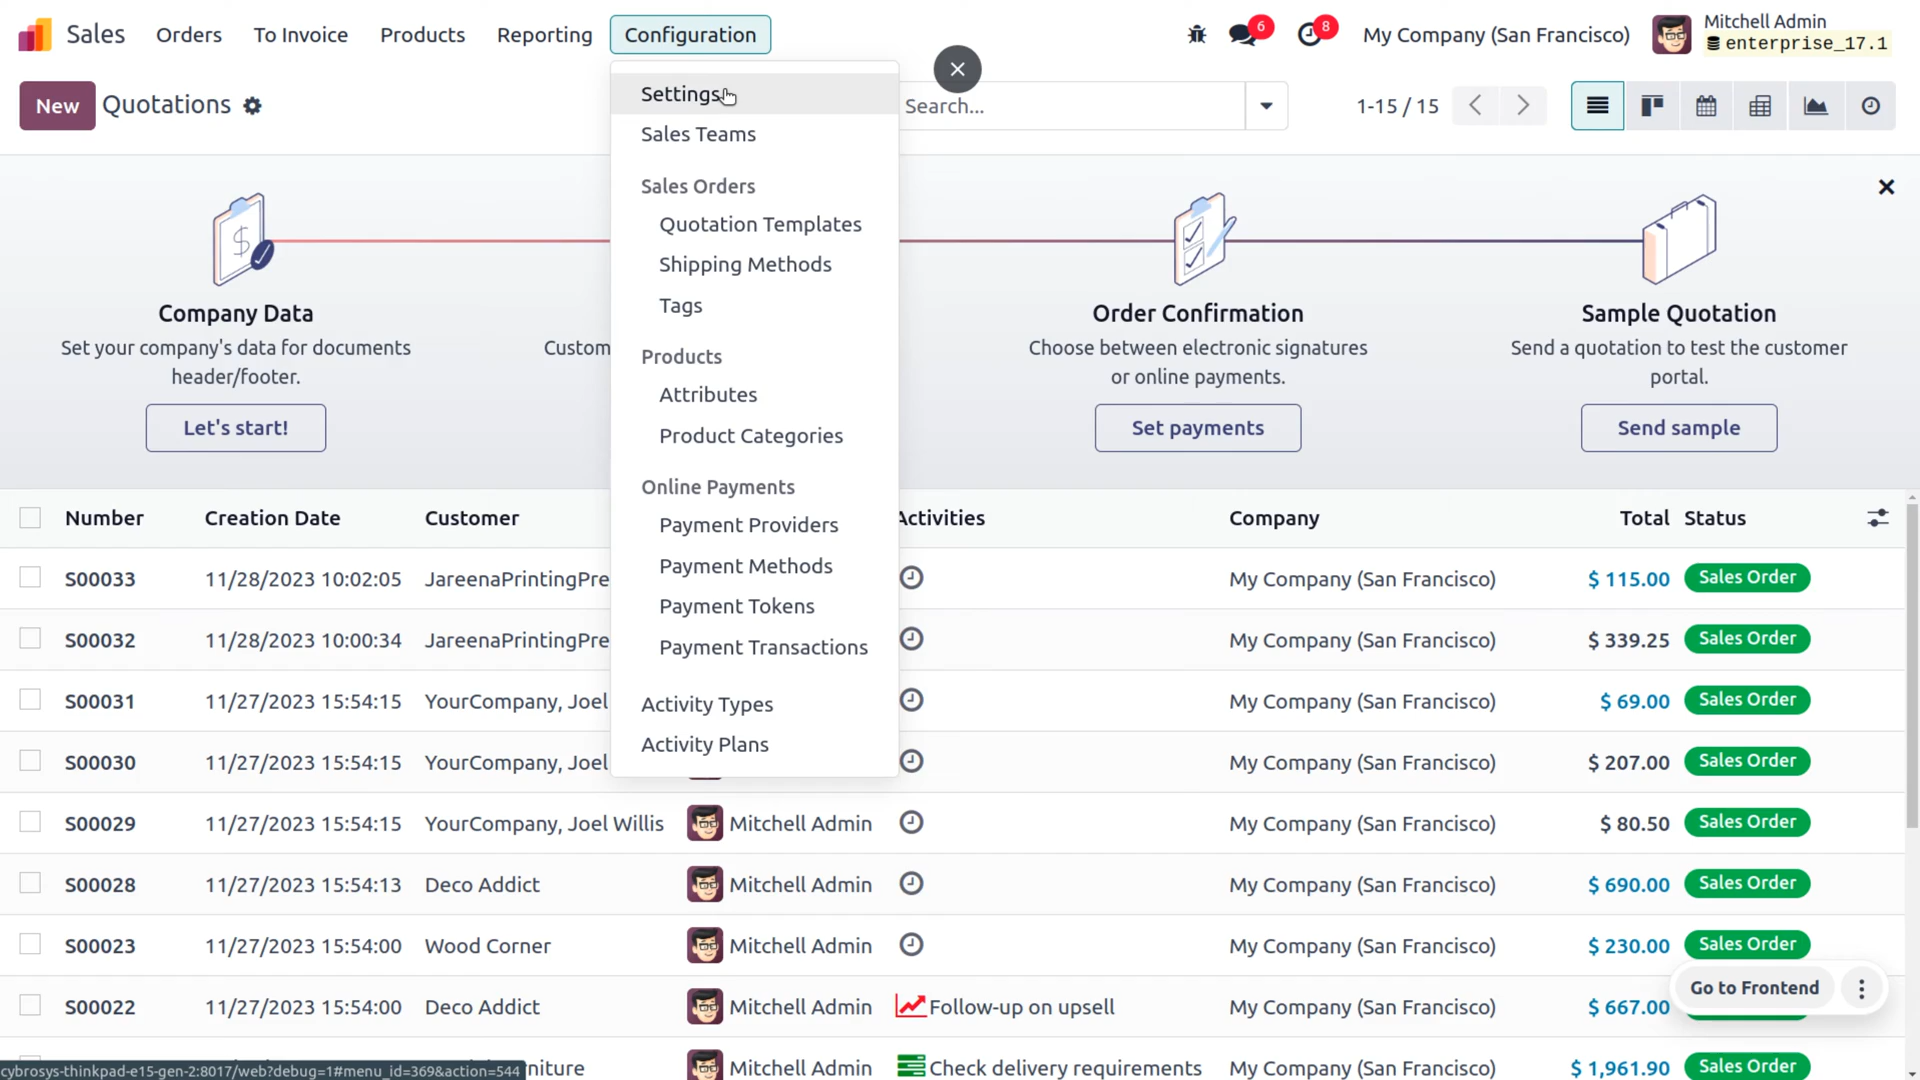 Sales Orders To Invoice Products Reporting Configuration 6 8 My Company (San Francisco) Mitchell Admin
enterprise_17.1
New Quotations Search... 1-15 / 15
Settings
Sales Teams
Sales Orders
Quotation Templates
Shipping Methods
Tags
Products
Attributes
Product Categories
Online Payments
Payment Providers
Payment Methods
Payment Tokens
Payment Transactions
Activity Types
Activity Plans
Company Data
Set your company's data for documents
header/footer.
Let's start!
Order Confirmation
Choose between electronic signatures
or online payments.
Set payments
Sample Quotation
Send a quotation to test the customer
portal.
Send sample
Number Creation Date Customer Activities Company Total Status
S00033 11/28/2023 10:02:05 JareenaPrintingPre My Company (San Francisco) $ 115.00 Sales Order
S00032 11/28/2023 10:00:34 JareenaPrintingPre My Company (San Francisco) $ 339.25 Sales Order
S00031 11/27/2023 15:54:15 YourCompany, Joel My Company (San Francisco) $ 69.00 Sales Order
S00030 11/27/2023 15:54:15 YourCompany, Joel My Company (San Francisco) $ 207.00 Sales Order
S00029 11/27/2023 15:54:15 YourCompany, Joel Willis Mitchell Admin My Company (San Francisco) $ 80.50 Sales Order
S00028 11/27/2023 15:54:13 Deco Addict Mitchell Admin My Company (San Francisco) $ 690.00 Sales Order
S00023 11/27/2023 15:54:00 Wood Corner Mitchell Admin My Company (San Francisco) $ 230.00 Sales Order
S00022 11/27/2023 15:54:00 Deco Addict Mitchell Admin Follow-up on upsell My Company (San Francisco) $ 667.00
Go to Frontend
Mitchell Admin Check delivery requirements My Company (San Francisco) $ 1,961.90 Sales Order
cybrosys-thinkpad-e15-gen-2:8017/web?debug=1#menu_id=369&action=544